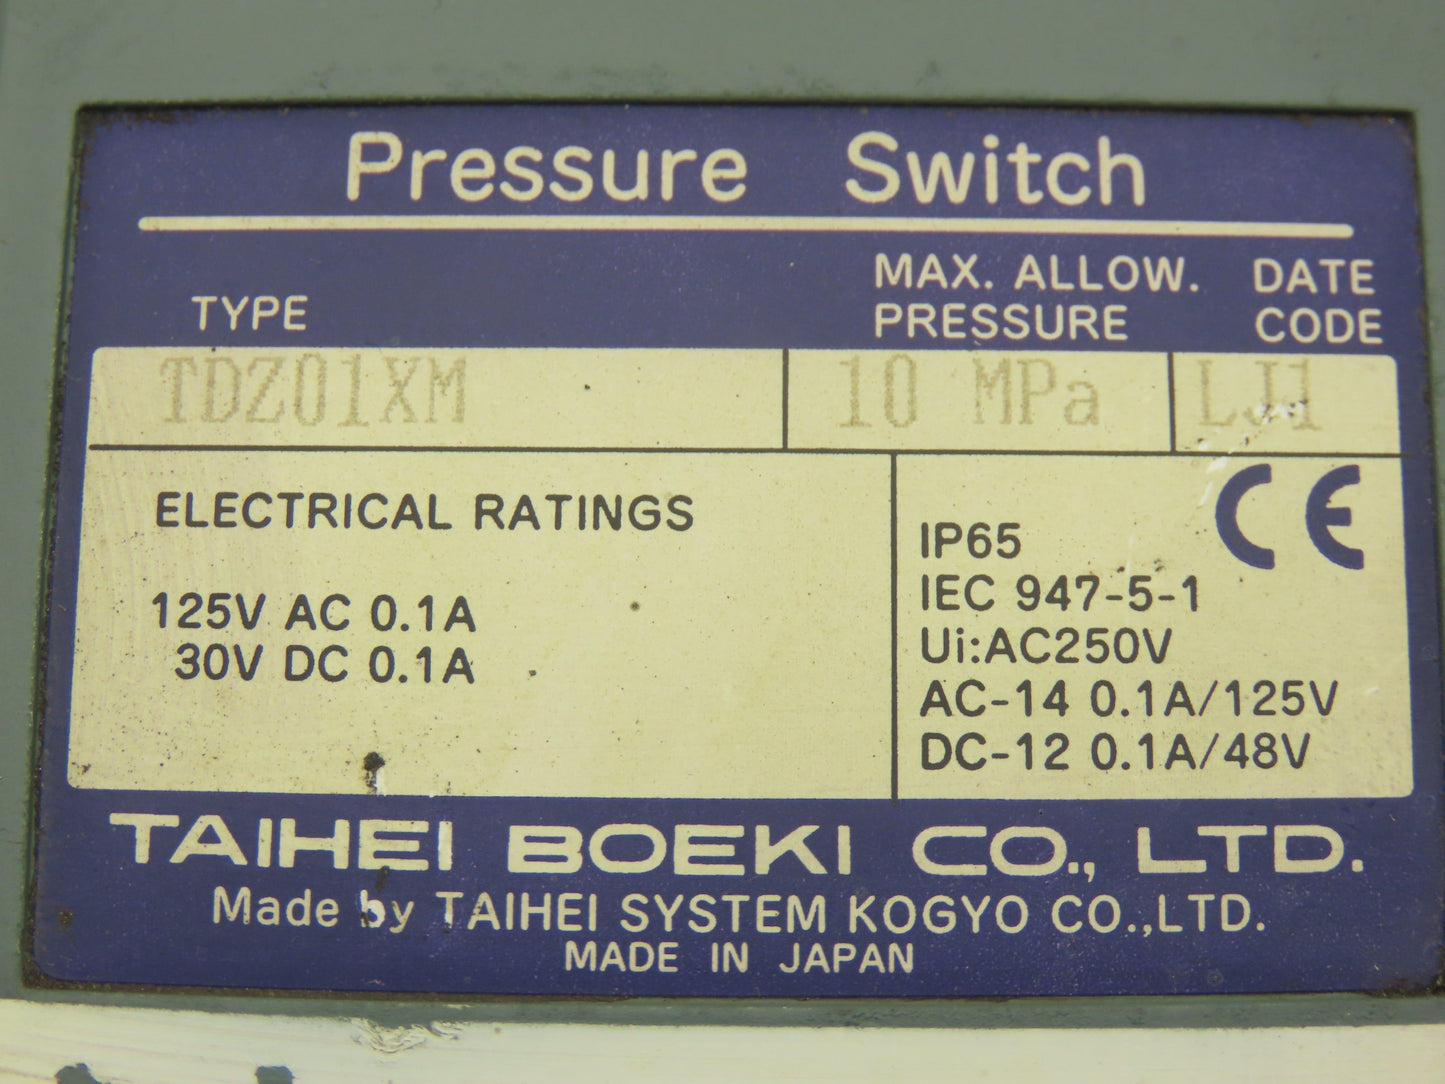 Pressure Switch
TYPE
MAX. ALLOW. PRESSURE
DATE CODE
TDZ01XM
10 MPa
LJ1
ELECTRICAL RATINGS
125V AC 0.1A
30V DC 0.1A
CE
IP65
IEC 947-5-1
Ui:AC250V
AC-14 0.1A/125V
DC-12 0.1A/48V
TAIHEI BOEKI CO., LTD.
Made by TAIHEI SYSTEM KOGYO CO.,LTD.
MADE IN JAPAN